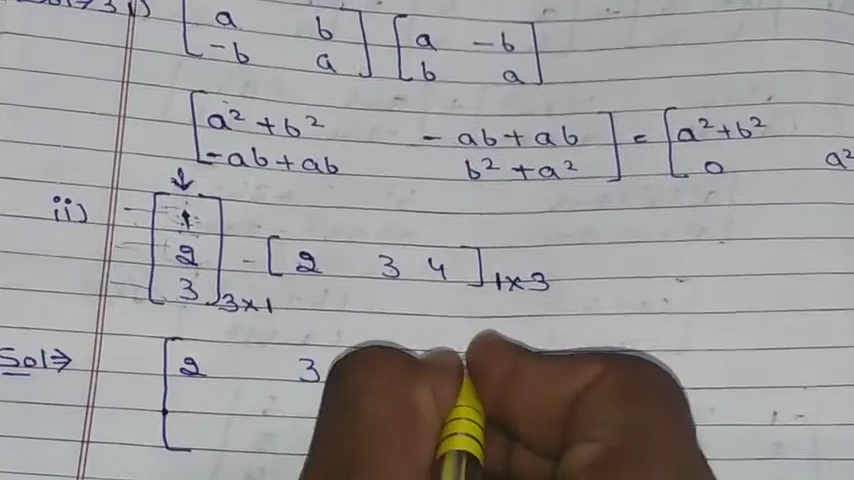 i) [ a b ] [ a -b ]
[ -b a ] [ b a ]
[ a² + b² - ab + ab ] = [ a² + b²
[ -ab + ab b² + a² ] [ 0 a²
ii) [ 1 ] - [ 2 3 4 ] 1×3
[ 2 ]
[ 3 ] 3×1
Sol⇒ [ 2 3